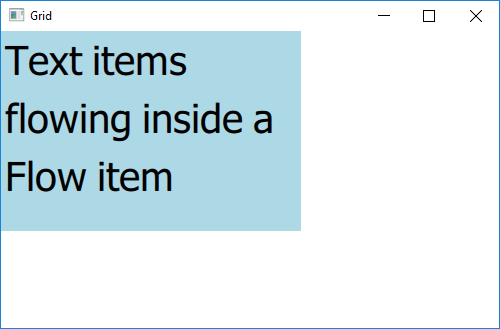 Grid
Text items
flowing inside a
Flow item